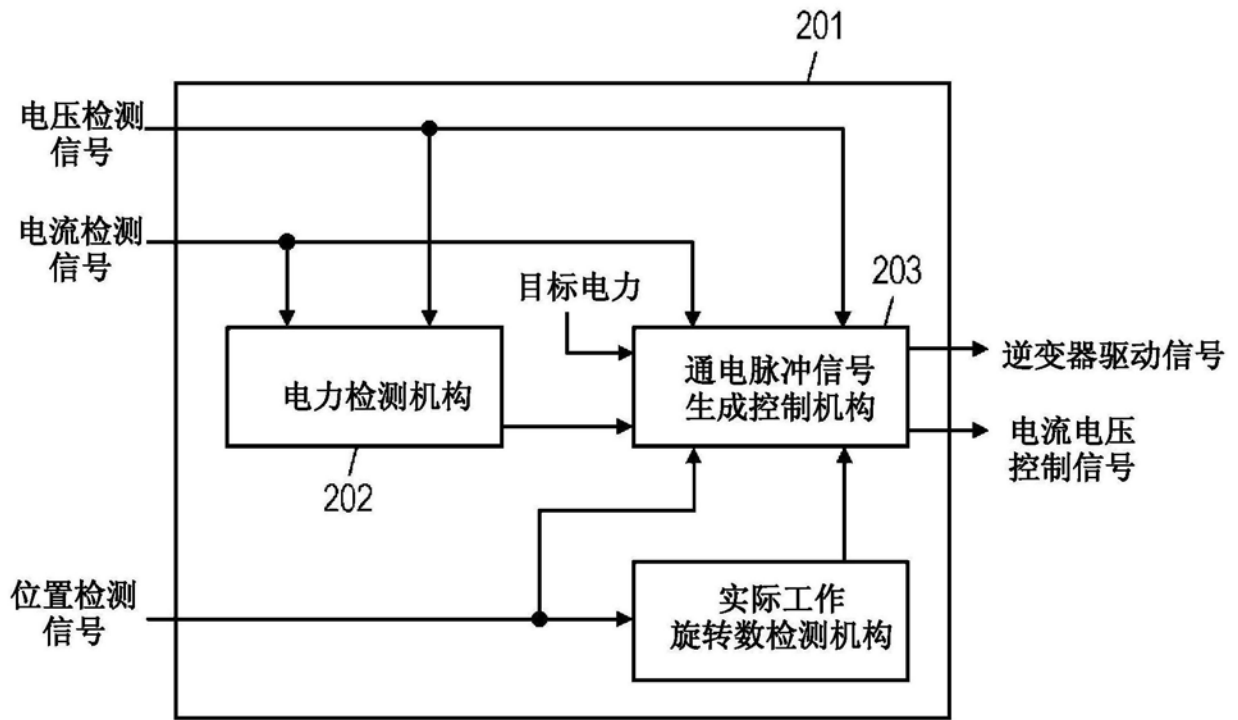 201
电压检测
信号
电流检测
信号
目标电力
203
电力检测机构
通电脉冲信号
生成控制机构
逆变器驱动信号
电流电压
控制信号
202
位置检测
信号
实际工作
旋转数检测机构